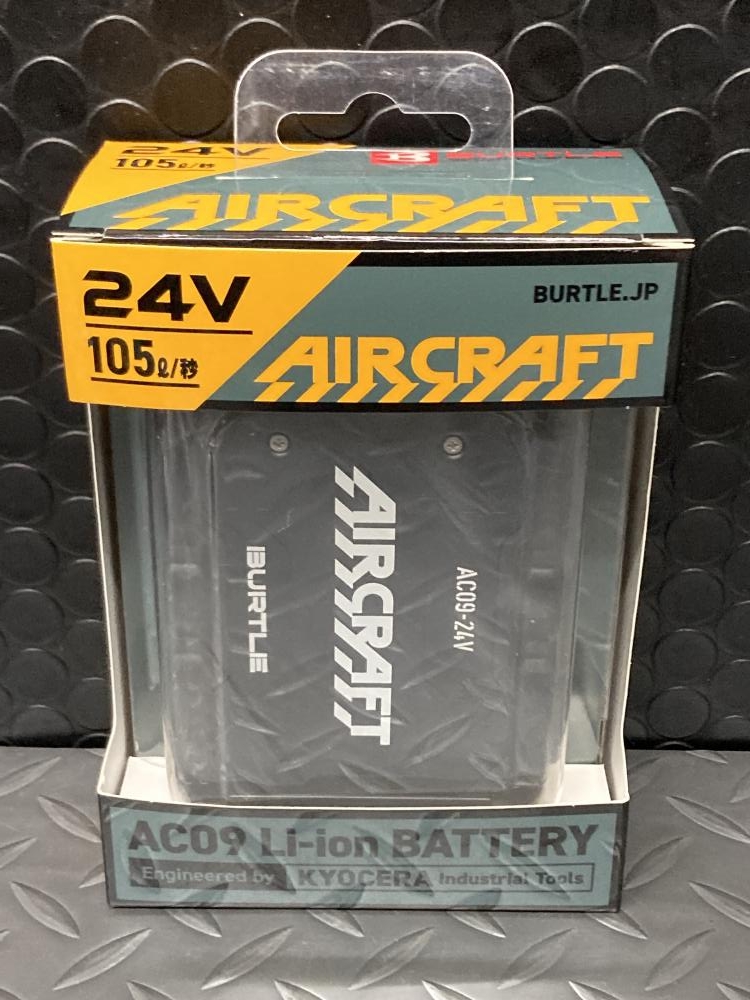 24V
105ℓ/秒
BURTLE
AIRCRAFT
24V
105ℓ/秒
BURTLE.JP
AIRCRAFT
BURTLE
AIRCRAFT
AC09-24V
AC09 Li-ion BATTERY
Engineered by KYOCERA Industrial Tools